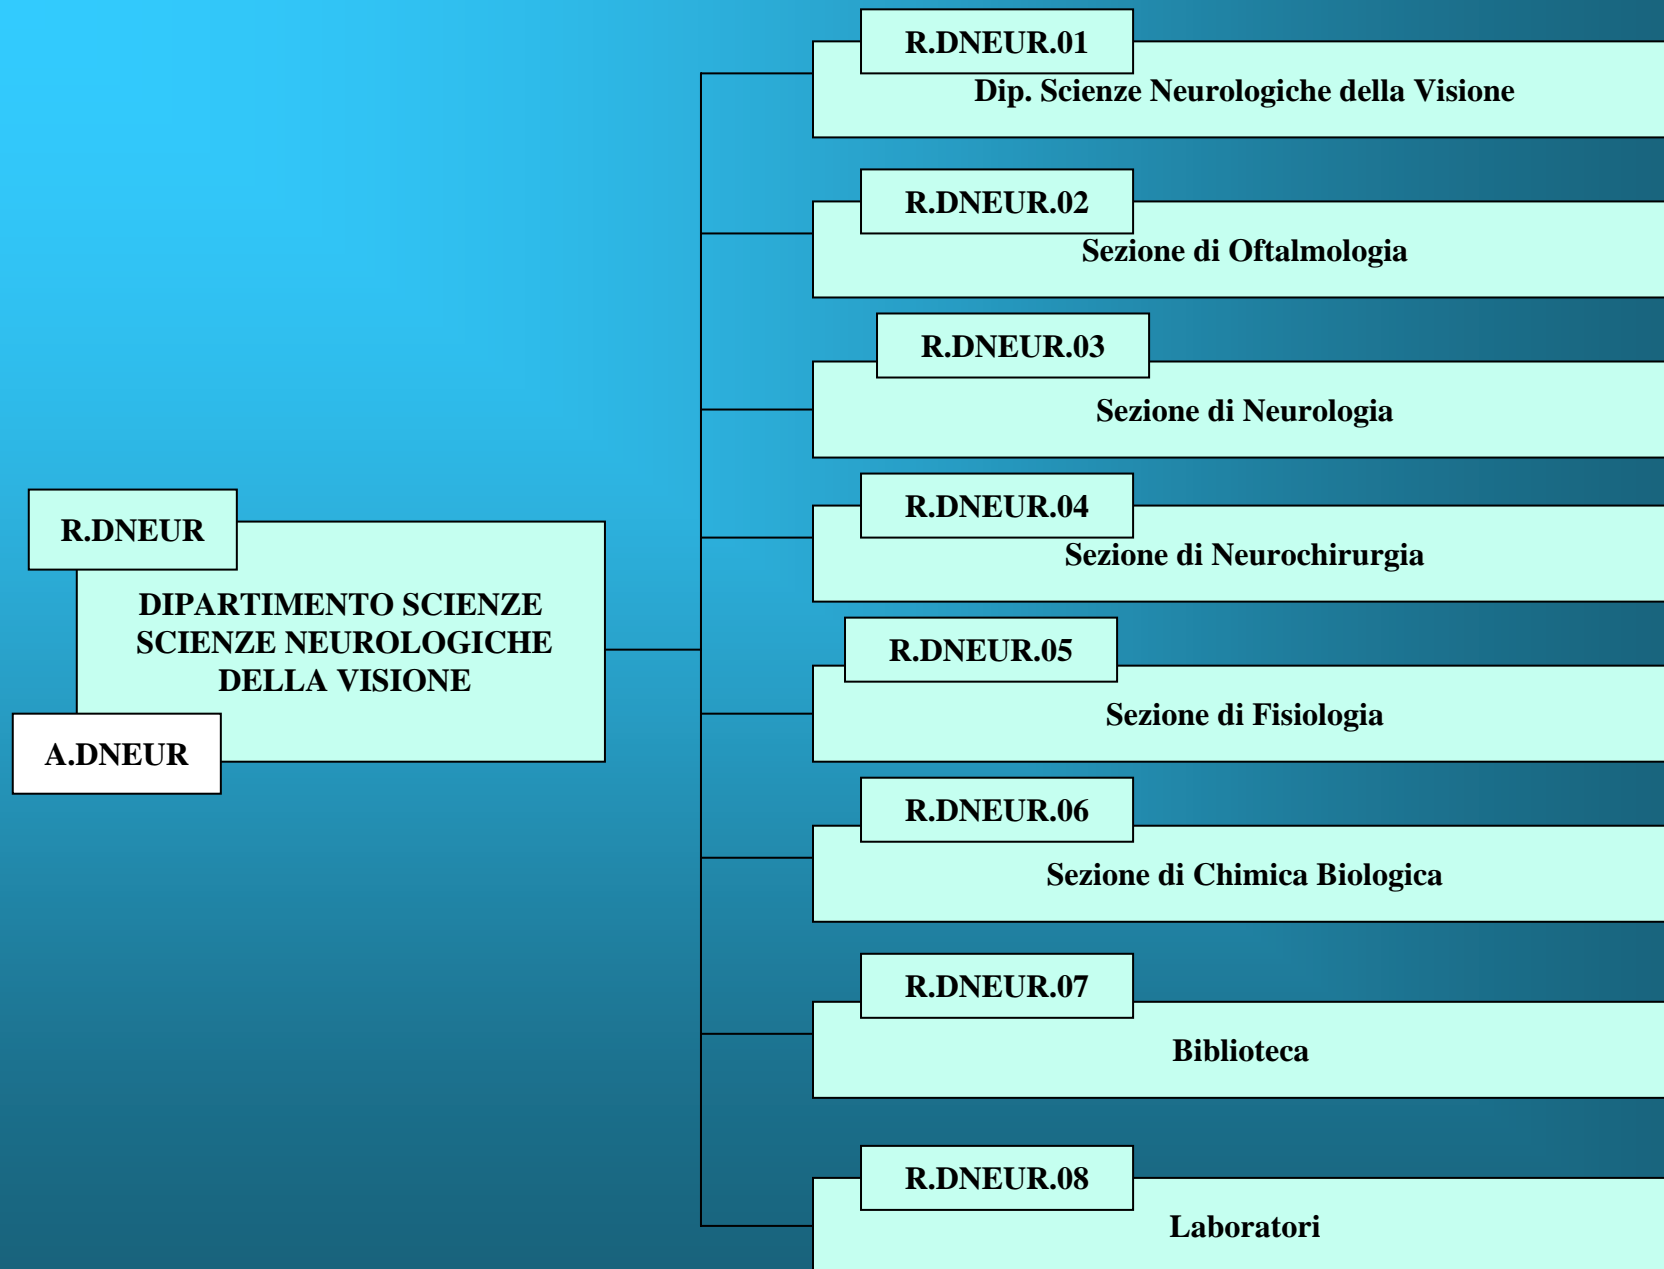 R.DNEUR
DIPARTIMENTO SCIENZE
SCIENZE NEUROLOGICHE
DELLA VISIONE
A.DNEUR
R.DNEUR.01
Dip. Scienze Neurologiche della Visione
R.DNEUR.02
Sezione di Oftalmologia
R.DNEUR.03
Sezione di Neurologia
R.DNEUR.04
Sezione di Neurochirurgia
R.DNEUR.05
Sezione di Fisiologia
R.DNEUR.06
Sezione di Chimica Biologica
R.DNEUR.07
Biblioteca
R.DNEUR.08
Laboratori